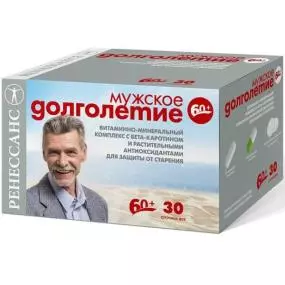 РЕНЕССАНС
мужское
долголетие 60+
ВИТАМИННО-МИНЕРАЛЬНЫЙ
КОМПЛЕКС С БЕТА-КАРОТИНОМ
И РАСТИТЕЛЬНЫМИ
АНТИОКСИДАНТАМИ
ДЛЯ ЗАЩИТЫ ОТ СТАРЕНИЯ
60+ 30